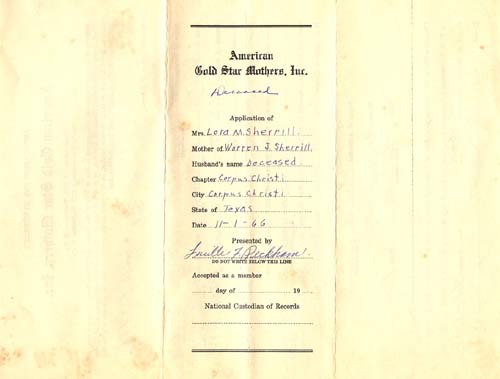 American
Gold Star Mothers, Inc.
Deceased
Application of
Mrs. Lora M. Sherrill
Mother of Warren J. Sherrill
Husband's name Deceased
Chapter Corpus Christi
City Corpus Christi
State of Texas
Date 11-1-66
Presented by
Lucille F. Peckham
DO NOT WRITE BELOW THIS LINE
Accepted as a member
day of 19
National Custodian of Records